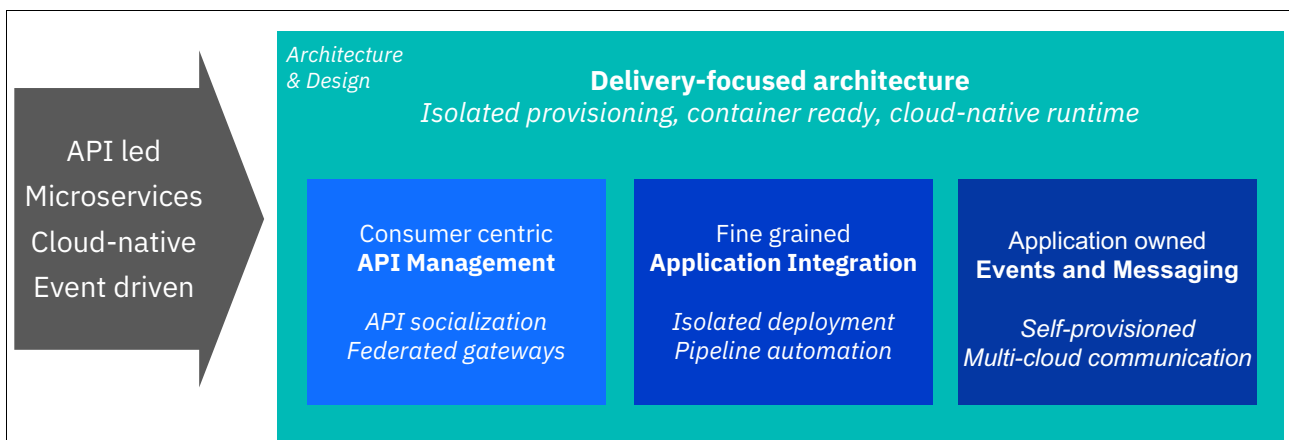 API led
Microservices
Cloud-native
Event driven
Architecture
& Design
Delivery-focused architecture
Isolated provisioning, container ready, cloud-native runtime
Consumer centric
API Management
API socialization
Federated gateways
Fine grained
Application Integration
Isolated deployment
Pipeline automation
Application owned
Events and Messaging
Self-provisioned
Multi-cloud communication